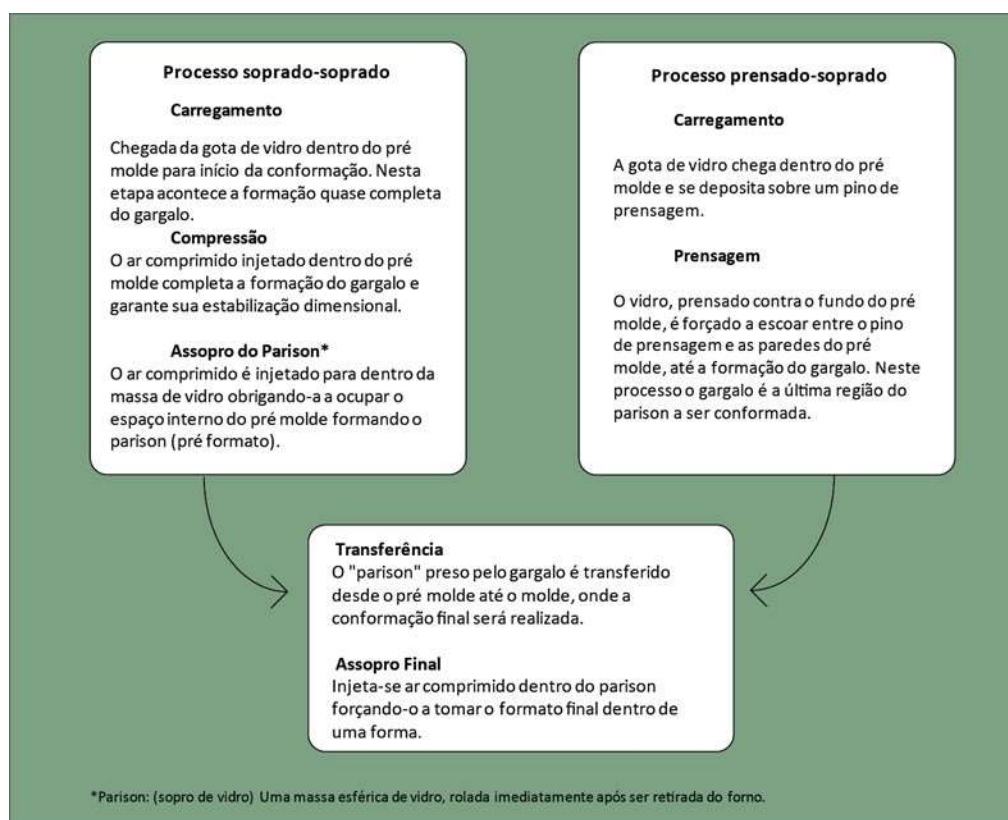 Processo soprado-soprado
Carregamento
Chegada da gota de vidro dentro do pré
molde para início da conformação. Nesta
etapa acontece a formação quase completa
do gargalo.
Compressão
O ar comprimido injetado dentro do pré
molde completa a formação do gargalo e
garante sua estabilização dimensional.
Assopro do Parison*
O ar comprimido é injetado para dentro da
massa de vidro obrigando-a a ocupar o
espaço interno do pré molde formando o
parison (pré formato).
Processo prensado-soprado
Carregamento
A gota de vidro chega dentro do pré
molde e se deposita sobre um pino de
prensagem.
Prensagem
O vidro, prensado contra o fundo do pré
molde, é forçado a escoar entre o pino
de prensagem e as paredes do pré
molde, até a formação do gargalo. Neste
processo o gargalo é a última região do
parison a ser conformada.
Transferência
O "parison" preso pelo gargalo é transferido
desde o pré molde até o molde, onde a
conformação final será realizada.
Assopro Final
Injeta-se ar comprimido dentro do parison
forçando-o a tomar o formato final dentro de
uma forma.
*Parison: (sopro de vidro) Uma massa esférica de vidro, rolada imediatamente após ser retirada do forno.